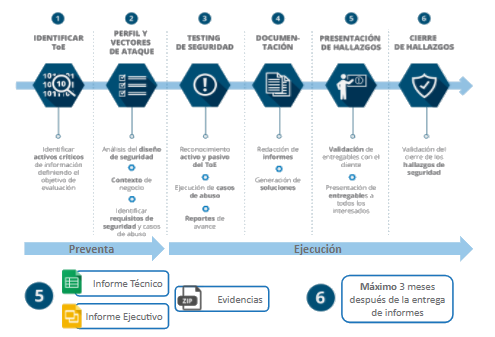 1
IDENTIFICAR
ToE
10101
10
101110
Identificar
activos críticos
de información
definiendo el
objetivo de
evaluación
2
PERFIL Y
VECTORES
DE ATAQUE
Análisis del diseño
de seguridad
Contexto de
negocio
Identificar
requisitos de
seguridad y casos
de abuso
3
TESTING
DE SEGURIDAD
Reconocimiento
activo y pasivo
del ToE
Ejecución de casos
de abuso
Reportes de
avance
4
DOCUMEN-
TACIÓN
Redacción de
informes
Generación de
soluciones
5
PRESENTACIÓN
DE HALLAZGOS
Validación de
entregables con el
cliente
Presentación de
entregables a
todos los
interesados
6
CIERRE
DE HALLAZGOS
Validación del
cierre de los
hallazgos de
seguridad
Preventa
Ejecución
5
Informe Técnico
Informe Ejecutivo
ZIP
Evidencias
6
Máximo 3 meses
después de la entrega
de informes